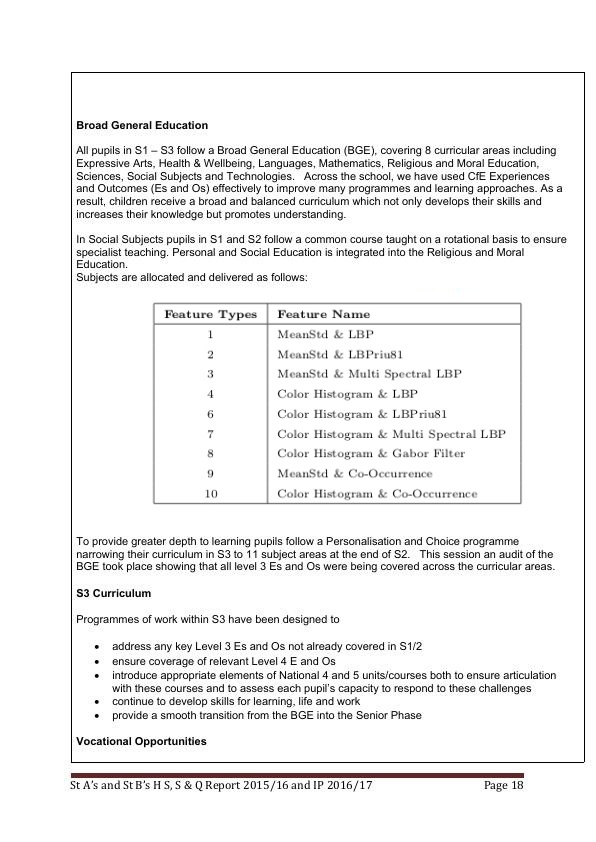 Broad General Education
All pupils in S1 – S3 follow a Broad General Education (BGE), covering 8 curricular areas including
Expressive Arts, Health & Wellbeing, Languages, Mathematics, Religious and Moral Education,
Sciences, Social Subjects and Technologies.   Across the school, we have used CfE Experiences
and Outcomes (Es and Os) effectively to improve many programmes and learning approaches. As a
result, children receive a broad and balanced curriculum which not only develops their skills and
increases their knowledge but promotes understanding.
In Social Subjects pupils in S1 and S2 follow a common course taught on a rotational basis to ensure
specialist teaching. Personal and Social Education is integrated into the Religious and Moral
Education.
Subjects are allocated and delivered as follows:
Feature Types Feature Name
1 MeanStd & LBP
2 MeanStd & LBPriu81
3 MeanStd & Multi Spectral LBP
4 Color Histogram & LBP
6 Color Histogram & LBPriu81
7 Color Histogram & Multi Spectral LBP
8 Color Histogram & Gabor Filter
9 MeanStd & Co-Occurrence
10 Color Histogram & Co-Occurrence
To provide greater depth to learning pupils follow a Personalisation and Choice programme
narrowing their curriculum in S3 to 11 subject areas at the end of S2.   This session an audit of the
BGE took place showing that all level 3 Es and Os were being covered across the curricular areas.
S3 Curriculum
Programmes of work within S3 have been designed to
• address any key Level 3 Es and Os not already covered in S1/2
• ensure coverage of relevant Level 4 E and Os
• introduce appropriate elements of National 4 and 5 units/courses both to ensure articulation
with these courses and to assess each pupil's capacity to respond to these challenges
• continue to develop skills for learning, life and work
• provide a smooth transition from the BGE into the Senior Phase
Vocational Opportunities
St A's and St B's H S, S & Q Report 2015/16 and IP 2016/17 Page 18